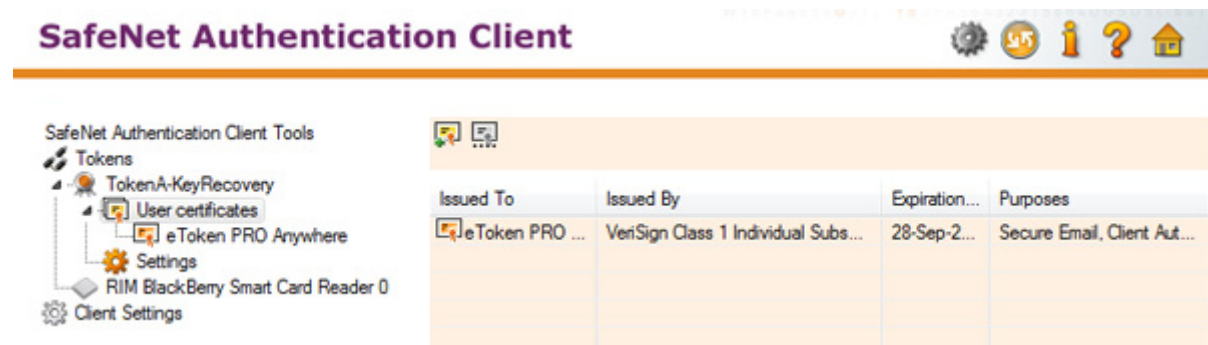 SafeNet Authentication Client
SafeNet Authentication Client Tools
Tokens
TokenA-KeyRecovery
User certificates
eToken PRO Anywhere
Settings
RIM BlackBerry Smart Card Reader 0
Client Settings
Issued To Issued By Expiration... Purposes
eToken PRO ... VeriSign Class 1 Individual Subs... 28-Sep-2... Secure Email, Client Aut...